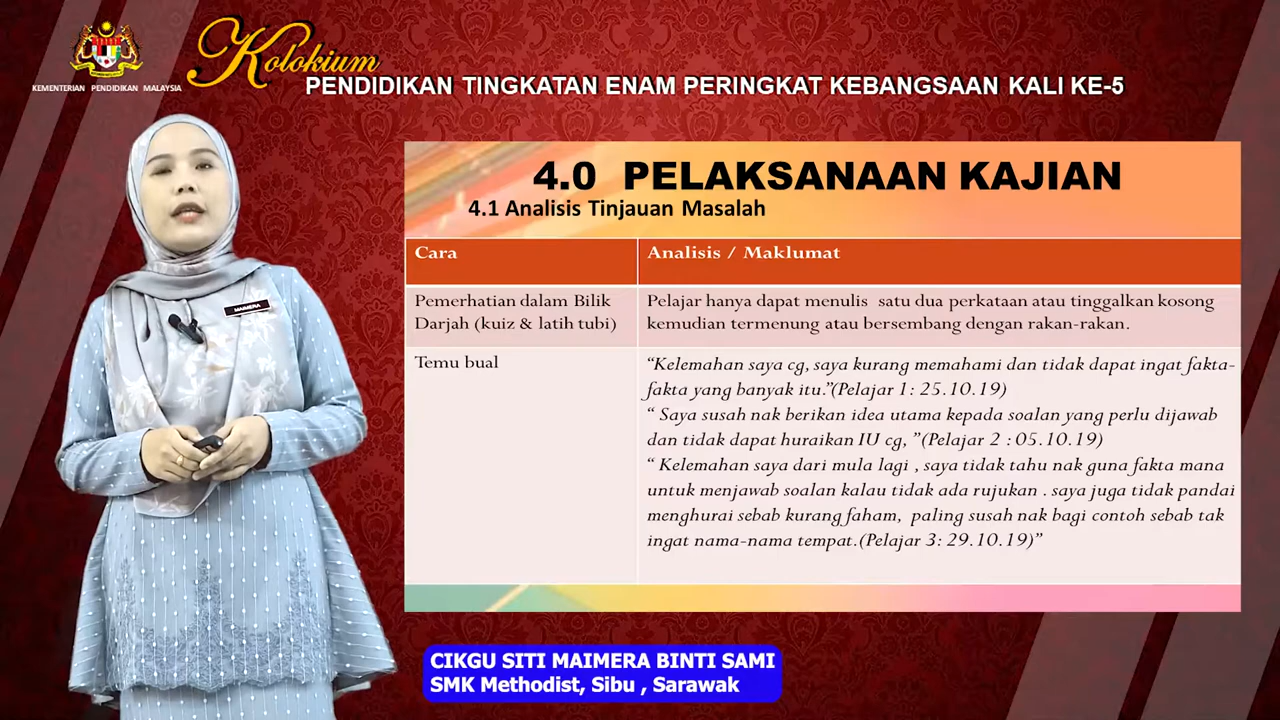 Kolokium
KEMENTERIAN PENDIDIKAN MALAYSIA
PENDIDIKAN TINGKATAN ENAM PERINGKAT KEBANGSAAN KALI KE-5
4.0 PELAKSANAAN KAJIAN
4.1 Analisis Tinjauan Masalah
Cara
Analisis / Maklumat
Pemerhatian dalam Bilik
Darjah (kuiz & latih tubi)
Pelajar hanya dapat menulis satu dua perkataan atau tinggalkan kosong
kemudian termenung atau bersembang dengan rakan-rakan.
Temu bual
“Kelemahan saya cg, saya kurang memahami dan tidak dapat ingat fakta-
fakta yang banyak itu.”(Pelajar 1: 25.10.19)
“ Saya susah nak berikan idea utama kepada soalan yang perlu dijawab
dan tidak dapat huraikan IU cg, ”(Pelajar 2 : 05.10.19)
“ Kelemahan saya dari mula lagi , saya tidak tahu nak guna fakta mana
untuk menjawab soalan kalau tidak ada rujukan . saya juga tidak pandai
menghurai sebab kurang faham, paling susah nak bagi contoh sebab tak
ingat nama-nama tempat.(Pelajar 3: 29.10.19)”
MAIMERA
CIKGU SITI MAIMERA BINTI SAMI
SMK Methodist, Sibu , Sarawak